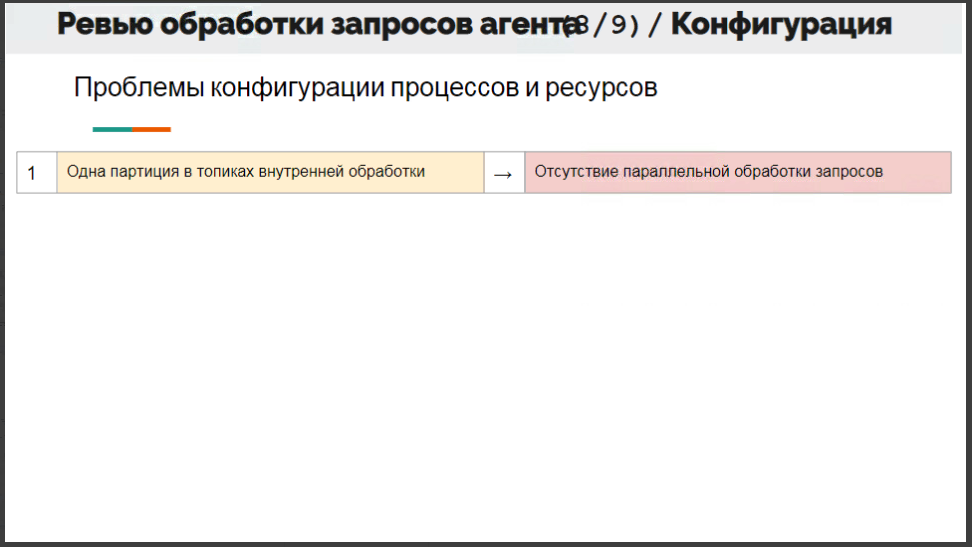 Ревью обработки запросов агента (3/9) / Конфигурация
Проблемы конфигурации процессов и ресурсов
1 Одна партиция в топиках внутренней обработки → Отсутствие параллельной обработки запросов